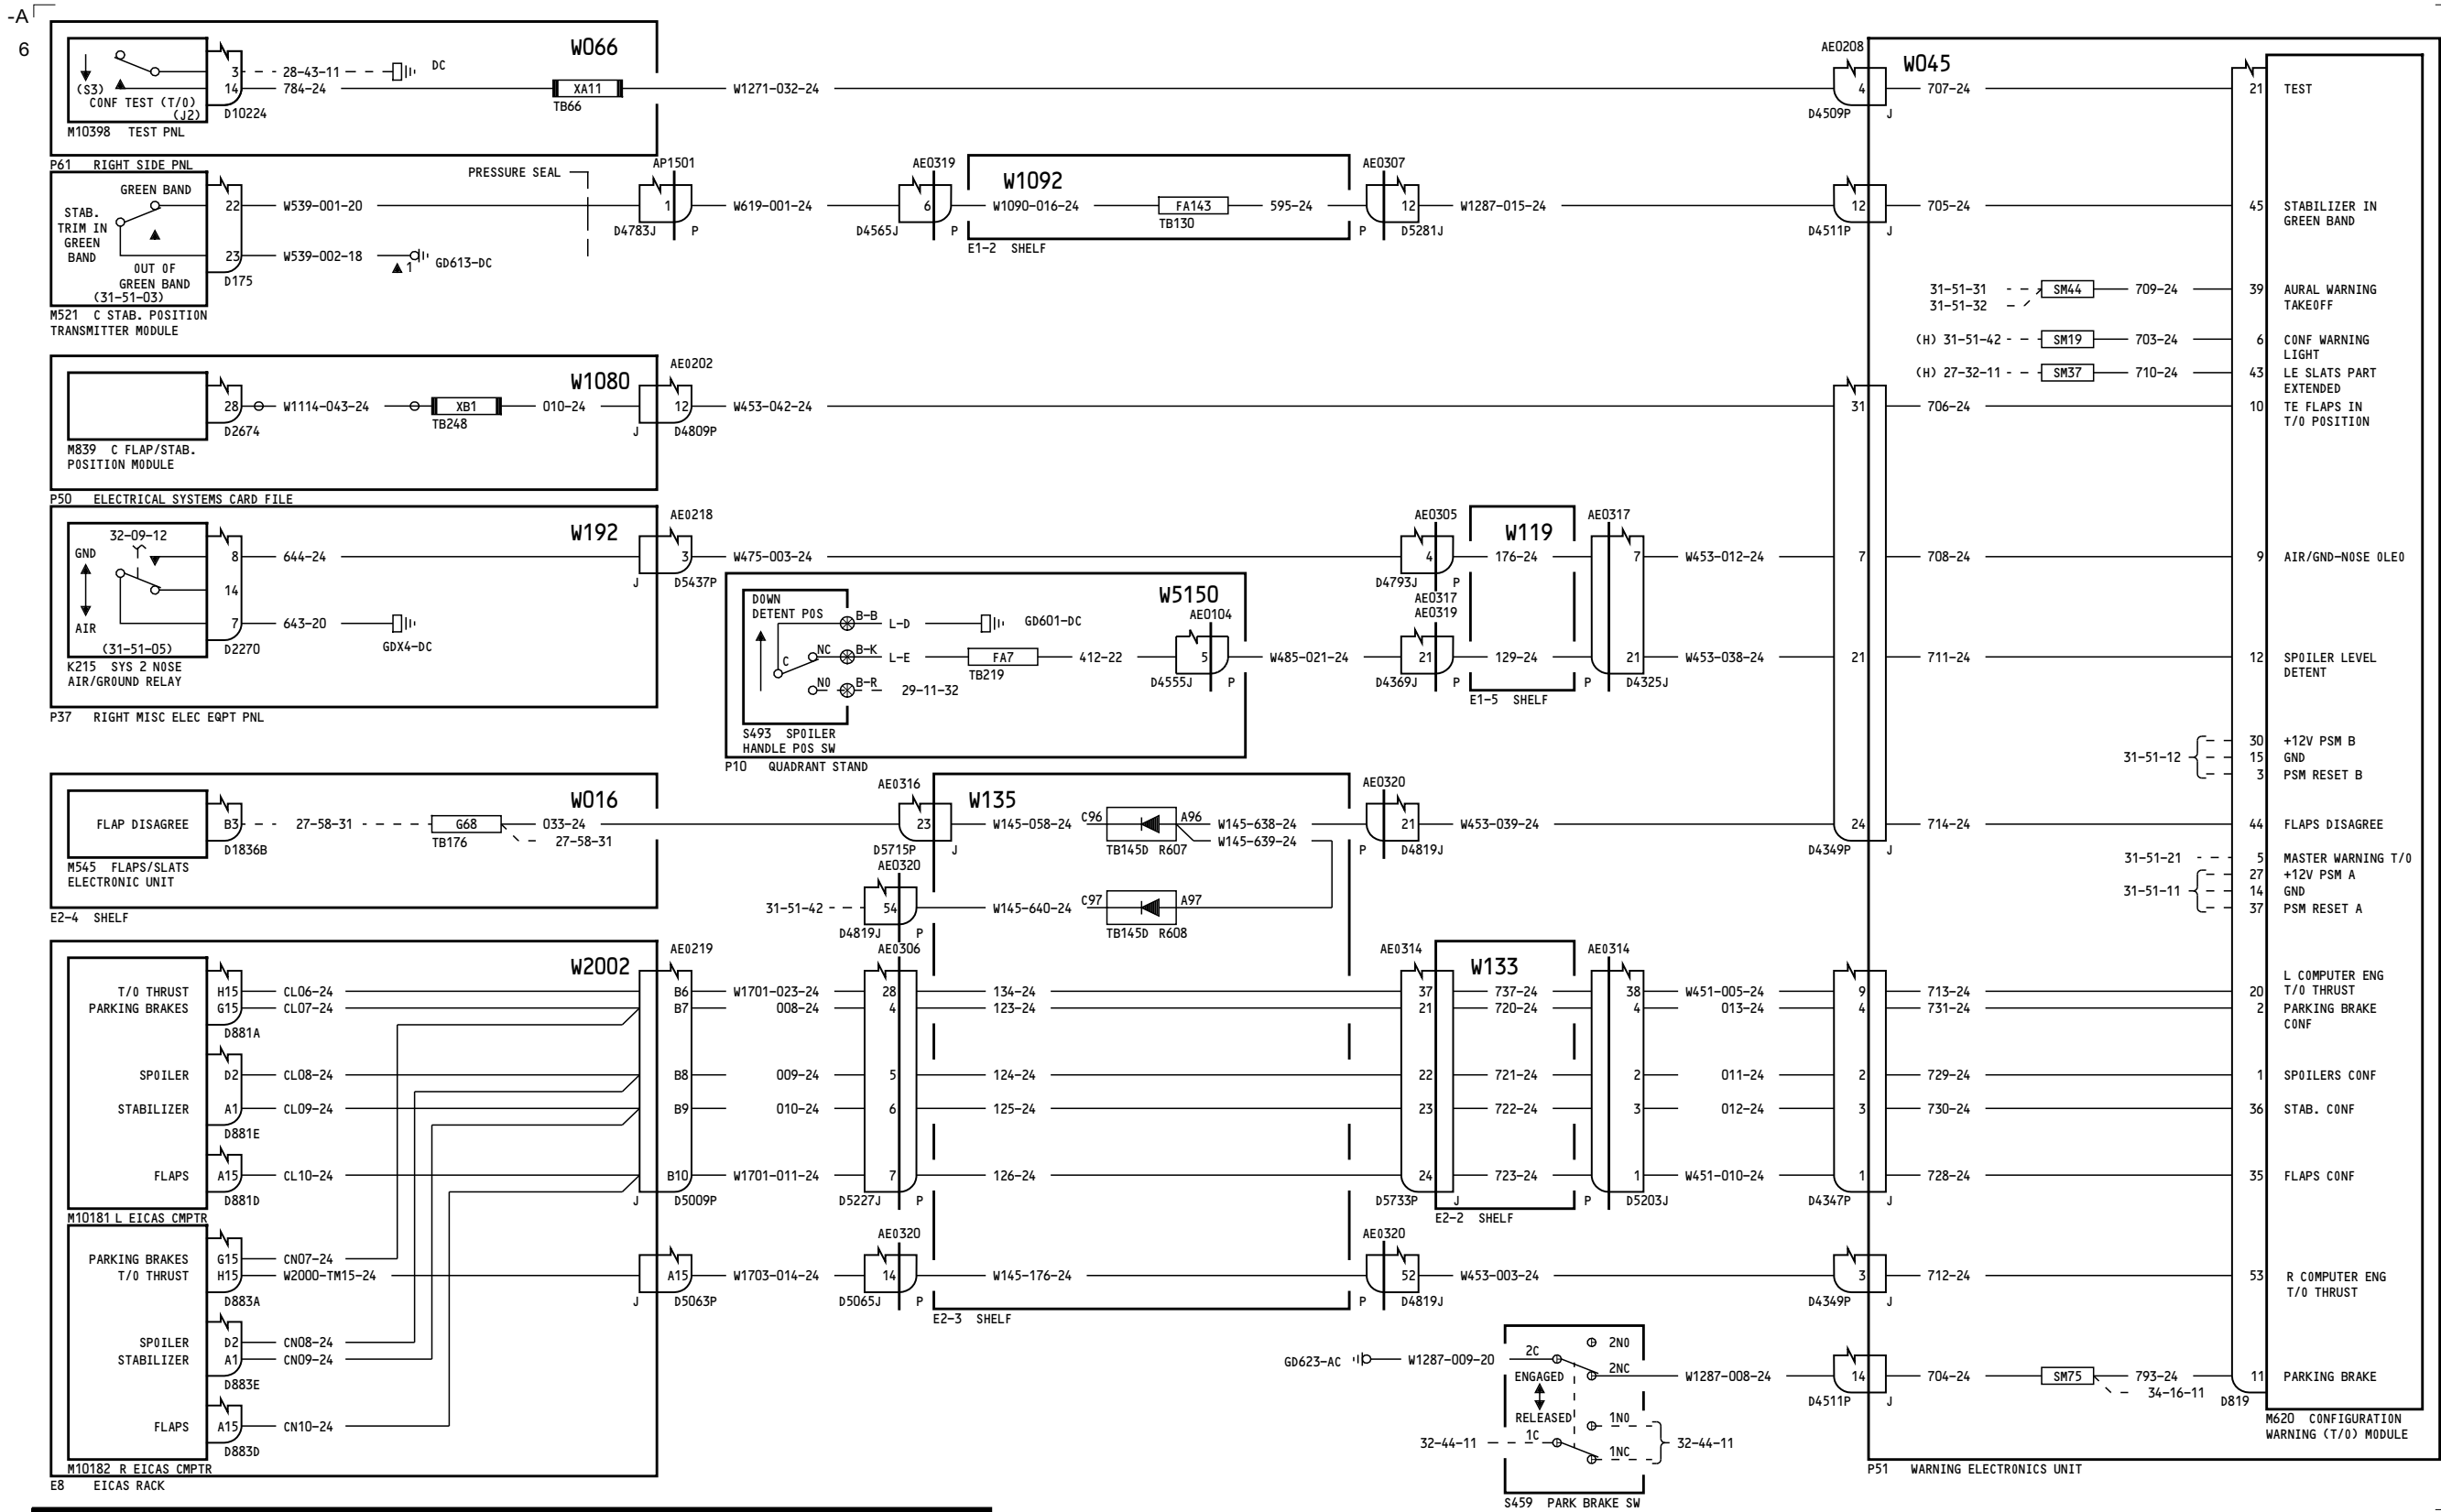 -A
6
W066
(S3)
CONF TEST (T/O)
(J2)
M10398 TEST PNL
3
14
D10224
28-43-11
DC
784-24
XA11
TB66
P61 RIGHT SIDE PNL
W1271-032-24
AE0208
4
D4509P
J
W045
707-24
21
TEST
GREEN BAND
STAB.
TRIM IN
GREEN
BAND
OUT OF
GREEN BAND
(31-51-03)
M521 C STAB. POSITION
TRANSMITTER MODULE
22
23
D175
W539-001-20
W539-002-18
1
GD613-DC
PRESSURE SEAL
AP1501
1
D4783J
P
W619-001-24
AE0319
6
D4565J
P
W1092
W1090-016-24
FA143
TB130
595-24
E1-2 SHELF
AE0307
12
P
D5281J
W1287-015-24
12
D4511P
J
705-24
45
STABILIZER IN
GREEN BAND
31-51-31
31-51-32
SM44
709-24
39
AURAL WARNING
TAKEOFF
(H) 31-51-42
SM19
703-24
6
CONF WARNING
LIGHT
(H) 27-32-11
SM37
710-24
43
LE SLATS PART
EXTENDED
W1080
28
D2674
W1114-043-24
XB1
TB248
010-24
M839 C FLAP/STAB.
POSITION MODULE
P50 ELECTRICAL SYSTEMS CARD FILE
AE0202
12
J
D4809P
W453-042-24
31
706-24
10
TE FLAPS IN
T/O POSITION
W192
32-09-12
GND
AIR
(31-51-05)
K215 SYS 2 NOSE
AIR/GROUND RELAY
8
14
7
D2270
644-24
643-20
GDX4-DC
P37 RIGHT MISC ELEC EQPT PNL
AE0218
3
J
D5437P
W475-003-24
AE0305
4
D4793J
P
W119
176-24
AE0317
7
W453-012-24
7
708-24
9
AIR/GND-NOSE OLEO
W5150
DOWN
DETENT POS
C
NC
NO
B-B
B-K
B-R
L-D
L-E
29-11-32
GD601-DC
FA7
TB219
412-22
AE0104
5
D4555J
P
S493 SPOILER
HANDLE POS SW
P10 QUADRANT STAND
W485-021-24
AE0317
AE0319
21
D4369J
P
129-24
E1-5 SHELF
21
P
D4325J
W453-038-24
21
711-24
12
SPOILER LEVEL
DETENT
31-51-12
30
+12V PSM B
15
GND
3
PSM RESET B
W016
FLAP DISAGREE
B3
D1836B
27-58-31
G68
TB176
033-24
27-58-31
M545 FLAPS/SLATS
ELECTRONIC UNIT
E2-4 SHELF
AE0316
23
D5715P
J
W135
W145-058-24
C96
A96
TB145D R607
W145-638-24
W145-639-24
AE0320
21
P
D4819J
W453-039-24
24
D4349P
J
714-24
44
FLAPS DISAGREE
31-51-42
AE0320
54
D4819J
P
W145-640-24
C97
A97
TB145D R608
31-51-21
5
MASTER WARNING T/O
31-51-11
27
+12V PSM A
14
GND
37
PSM RESET A
W2002
T/O THRUST
H15
CL06-24
PARKING BRAKES
G15
CL07-24
D881A
SPOILER
D2
CL08-24
STABILIZER
A1
CL09-24
D881E
FLAPS
A15
CL10-24
D881D
M10181 L EICAS CMPTR
PARKING BRAKES
G15
CN07-24
T/O THRUST
H15
W2000-TM15-24
D883A
SPOILER
D2
CN08-24
STABILIZER
A1
CN09-24
D883E
FLAPS
A15
CN10-24
D883D
M10182 R EICAS CMPTR
E8 EICAS RACK
AE0219
B6
B7
B8
B9
B10
J
D5009P
W1701-023-24
008-24
009-24
010-24
W1701-011-24
AE0306
28
4
5
6
7
D5227J
P
134-24
123-24
124-24
125-24
126-24
AE0314
37
21
22
23
24
D5733P
J
W133
737-24
720-24
721-24
722-24
723-24
E2-2 SHELF
AE0314
38
4
2
3
1
P
D5203J
W451-005-24
013-24
011-24
012-24
W451-010-24
9
4
2
3
1
D4347P
J
713-24
731-24
729-24
730-24
728-24
20
L COMPUTER ENG
T/O THRUST
2
PARKING BRAKE
CONF
1
SPOILERS CONF
36
STAB. CONF
35
FLAPS CONF
A15
J
D5063P
W1703-014-24
AE0320
14
D5065J
P
W145-176-24
E2-3 SHELF
AE0320
52
P
D4819J
W453-003-24
3
D4349P
J
712-24
53
R COMPUTER ENG
T/O THRUST
GD623-AC
W1287-009-20
2C
2NO
2NC
ENGAGED
RELEASED
1NO
1C
1NC
32-44-11
32-44-11
S459 PARK BRAKE SW
W1287-008-24
14
D4511P
J
704-24
SM75
793-24
34-16-11
11
D819
PARKING BRAKE
M620 CONFIGURATION
WARNING (T/O) MODULE
P51 WARNING ELECTRONICS UNIT